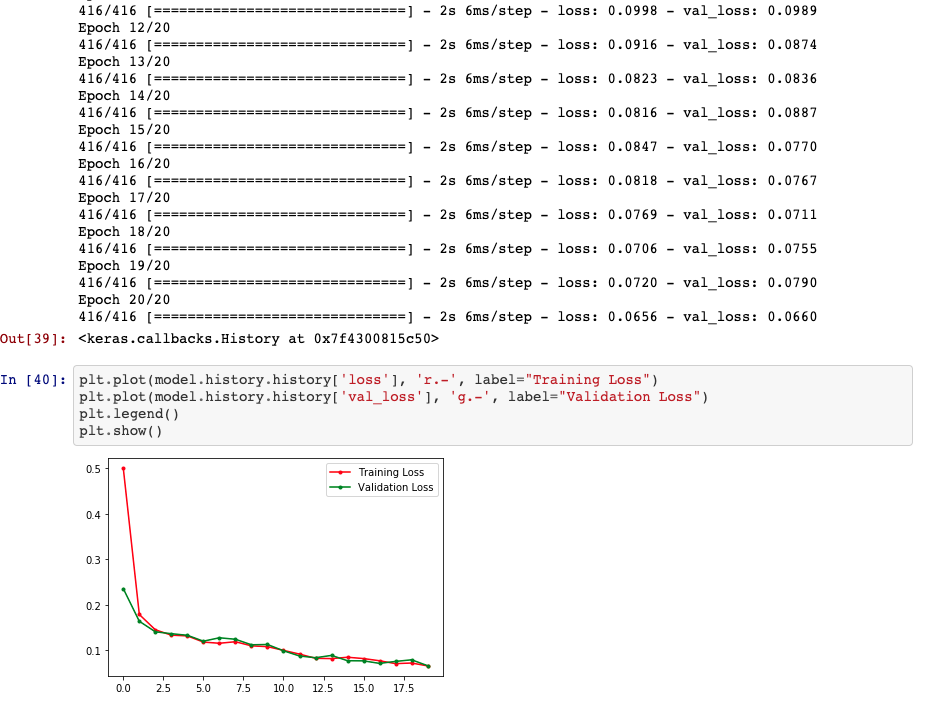 416/416 [==============================] - 2s 6ms/step - loss: 0.0998 - val_loss: 0.0989
Epoch 12/20
416/416 [==============================] - 2s 6ms/step - loss: 0.0916 - val_loss: 0.0874
Epoch 13/20
416/416 [==============================] - 2s 6ms/step - loss: 0.0823 - val_loss: 0.0836
Epoch 14/20
416/416 [==============================] - 2s 6ms/step - loss: 0.0816 - val_loss: 0.0887
Epoch 15/20
416/416 [==============================] - 2s 6ms/step - loss: 0.0847 - val_loss: 0.0770
Epoch 16/20
416/416 [==============================] - 2s 6ms/step - loss: 0.0818 - val_loss: 0.0767
Epoch 17/20
416/416 [==============================] - 2s 6ms/step - loss: 0.0769 - val_loss: 0.0711
Epoch 18/20
416/416 [==============================] - 2s 6ms/step - loss: 0.0706 - val_loss: 0.0755
Epoch 19/20
416/416 [==============================] - 2s 6ms/step - loss: 0.0720 - val_loss: 0.0790
Epoch 20/20
416/416 [==============================] - 2s 6ms/step - loss: 0.0656 - val_loss: 0.0660
Out[39]: <keras.callbacks.History at 0x7f4300815c50>
In [40]: plt.plot(model.history.history['loss'], 'r.-', label="Training Loss")
plt.plot(model.history.history['val_loss'], 'g.-', label="Validation Loss")
plt.legend()
plt.show()
Training Loss
Validation Loss
0.5
0.4
0.3
0.2
0.1
0.0 2.5 5.0 7.5 10.0 12.5 15.0 17.5